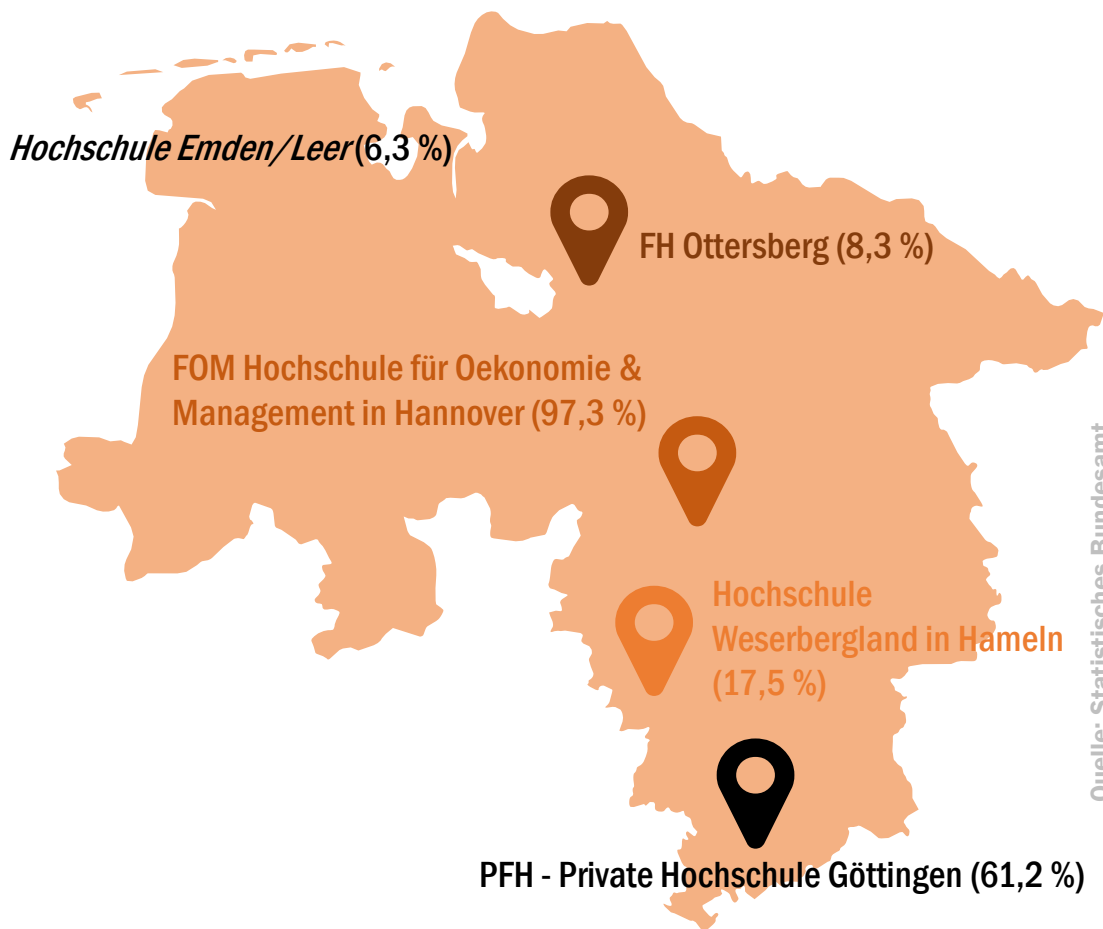 Hochschule Emden/Leer (6,3 %)
FH Ottersberg (8,3 %)
FOM Hochschule für Oekonomie &
Management in Hannover (97,3 %)
Hochschule
Weserbergland in Hameln
(17,5 %)
PFH - Private Hochschule Göttingen (61,2 %)
Quelle: Statistisches Bundesamt